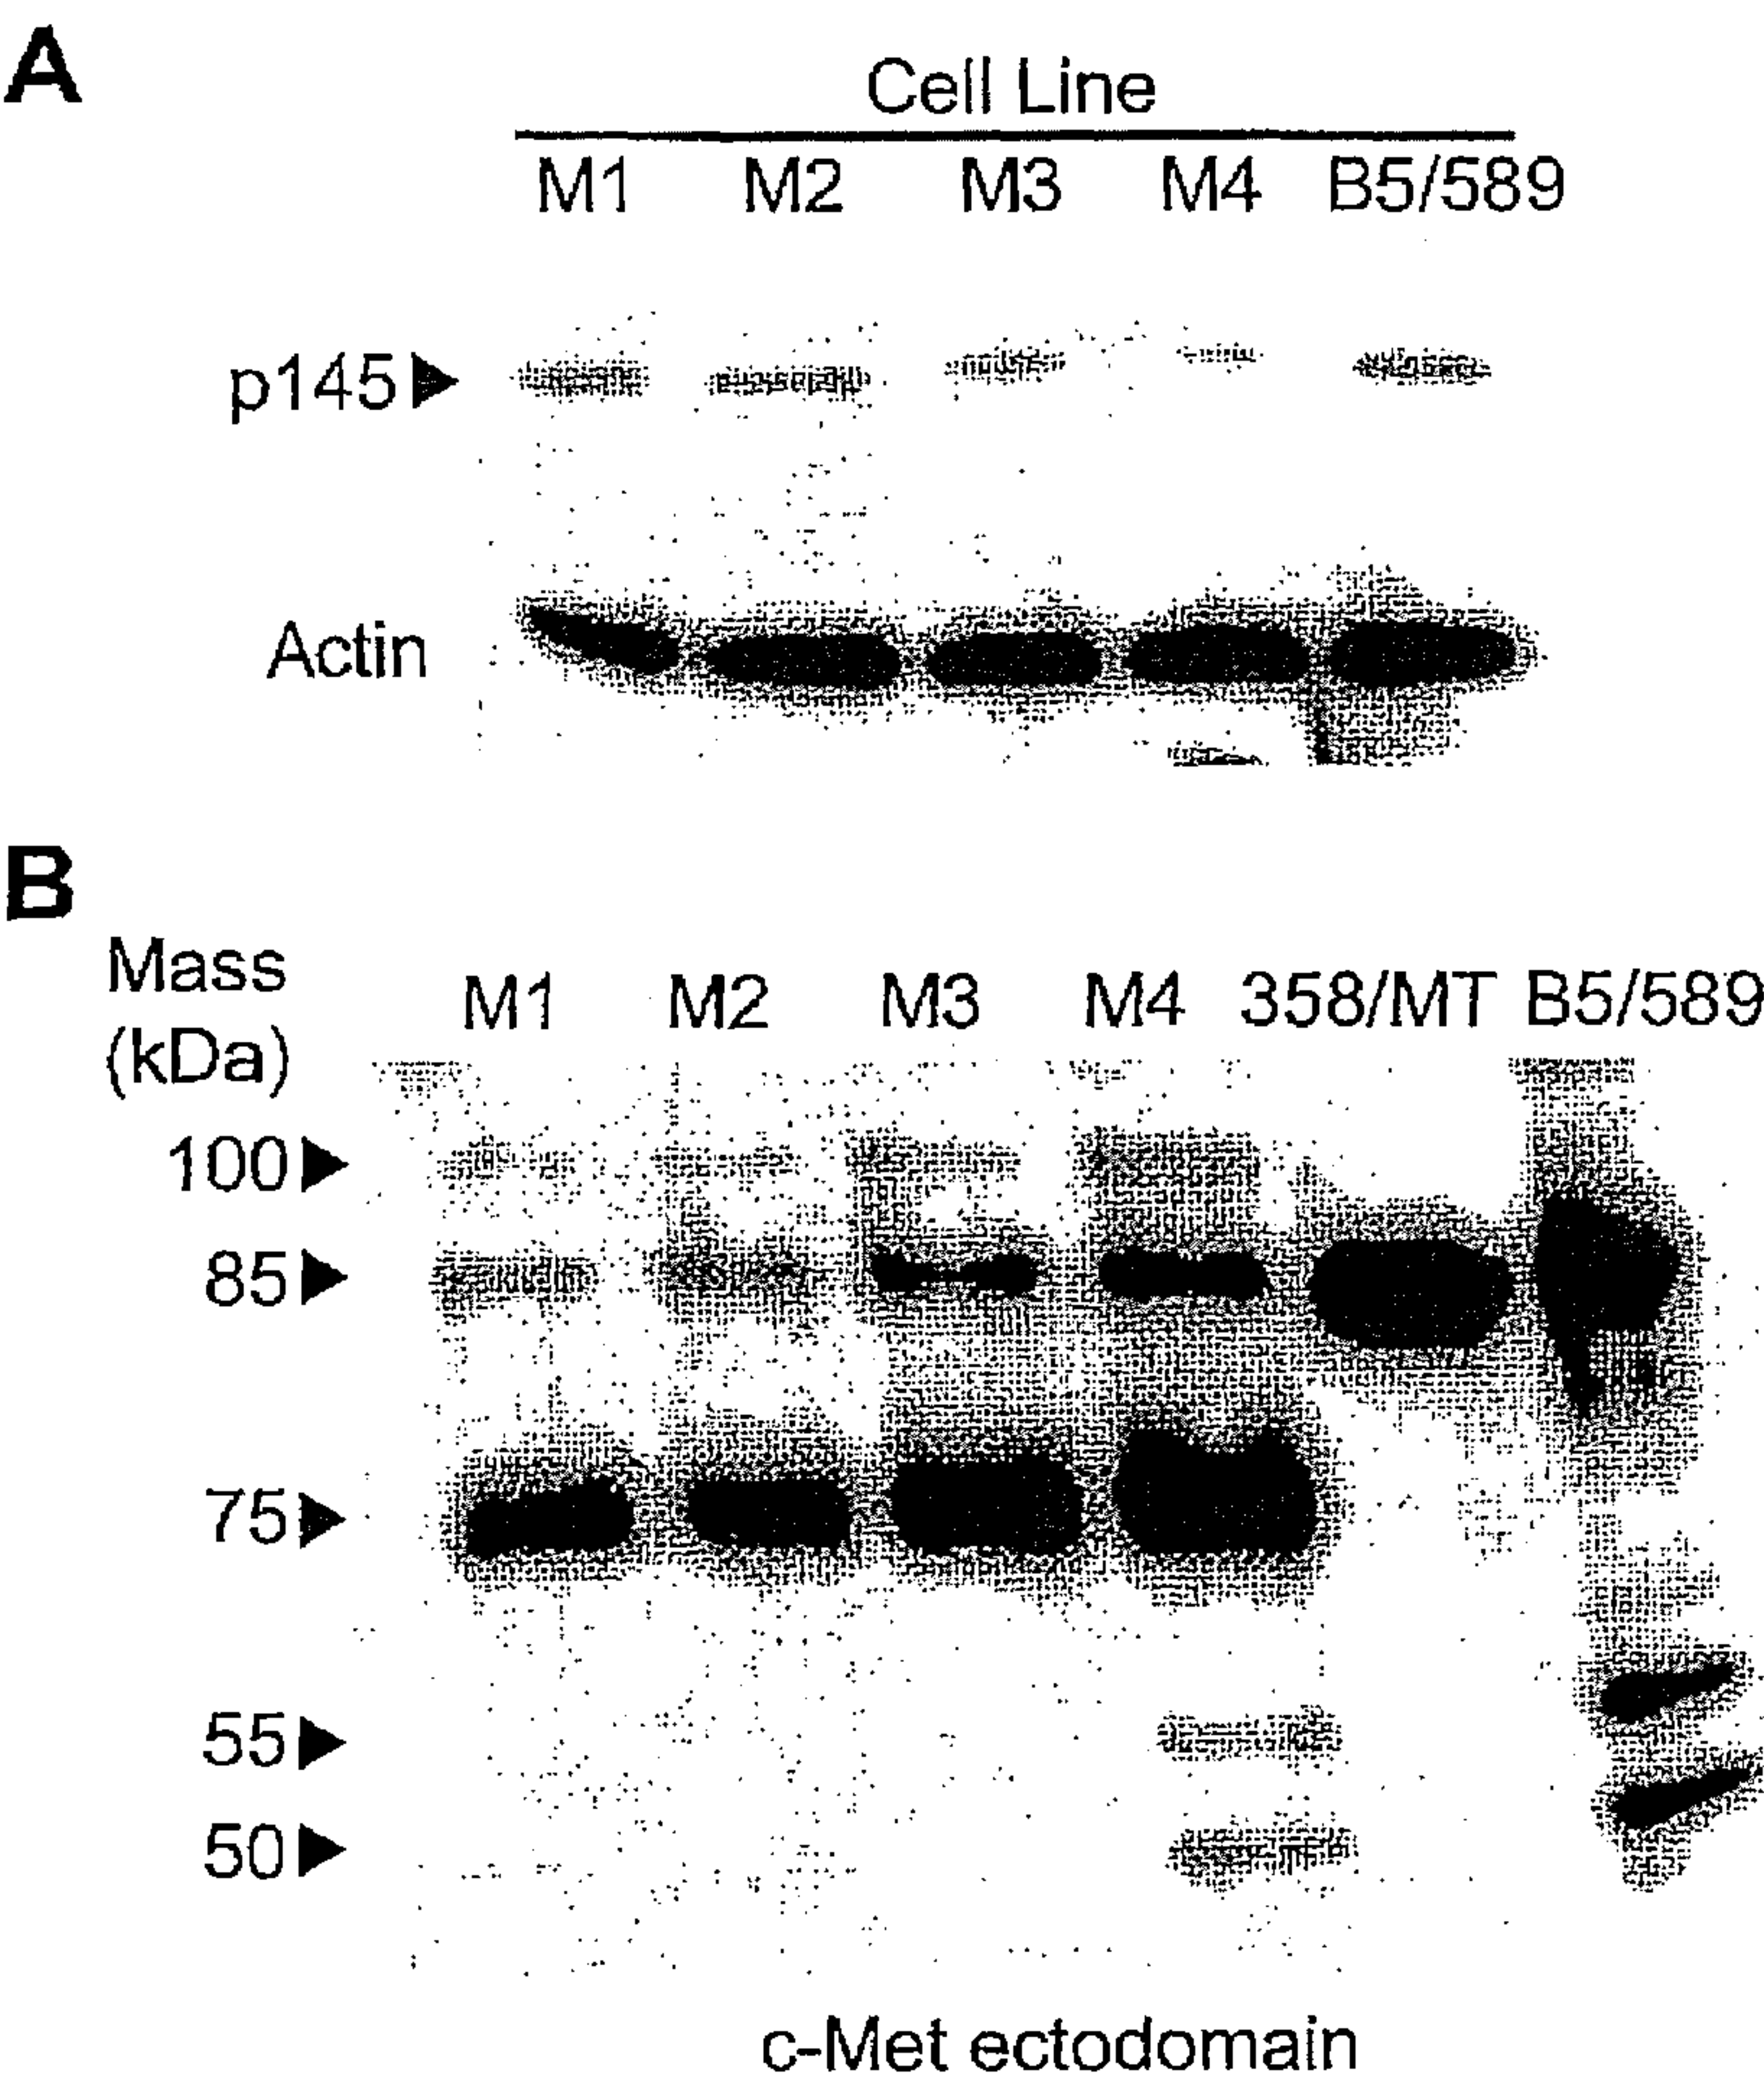 A
Cell Line
M1 M2 M3 M4 B5/589
p145
Actin
B
Mass
(kDa)
M1 M2 M3 M4 358/MT B5/589
100
85
75
55
50
c-Met ectodomain